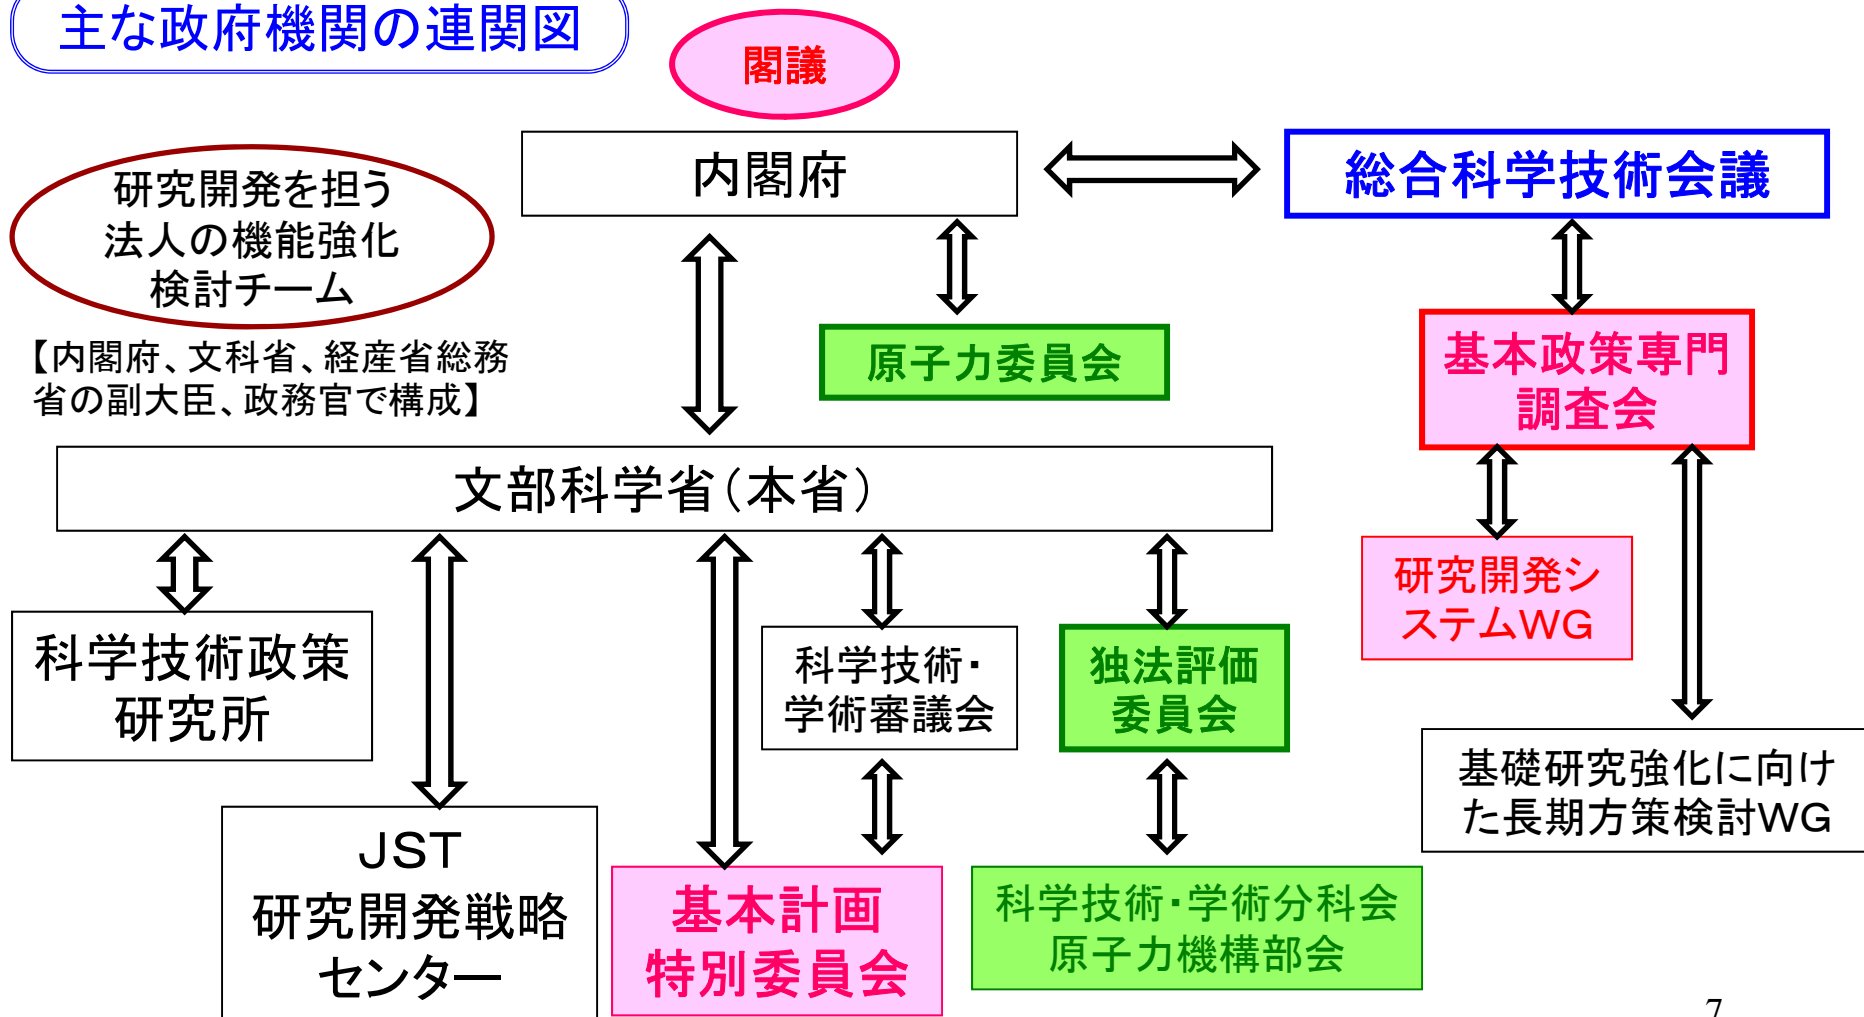 主な政府機関の連関図
閣議
内閣府
総合科学技術会議
研究開発を担う
法人の機能強化
検討チーム
【内閣府、文科省、経産省総務
省の副大臣、政務官で構成】
原子力委員会
基本政策専門
調査会
文部科学省(本省)
研究開発シ
ステムWG
科学技術政策
研究所
科学技術・
学術審議会
独法評価
委員会
基礎研究強化に向け
た長期方策検討WG
JST
研究開発戦略
センター
基本計画
特別委員会
科学技術・学術分科会
原子力機構部会
7